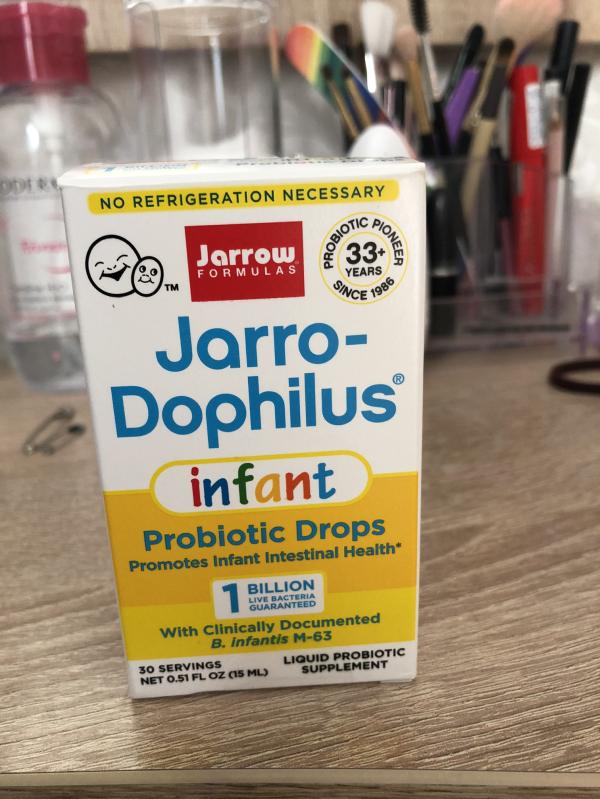 NO REFRIGERATION NECESSARY
TM
Jarrow
FORMULAS
PROBIOTIC PIONEER
33+
YEARS
SINCE 1986
Jarro-
Dophilus®
infant
Probiotic Drops
Promotes Infant Intestinal Health*
1 BILLION
LIVE BACTERIA
GUARANTEED
With Clinically Documented
B. infantis M-63
30 SERVINGS
NET 0.51 FL OZ (15 ML)
LIQUID PROBIOTIC
SUPPLEMENT